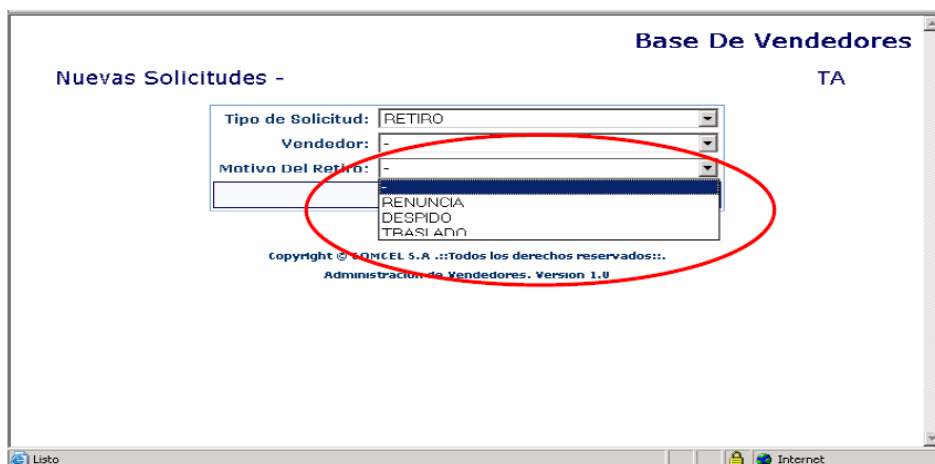 Base De Vendedores
Nuevas Solicitudes - TA
Tipo de Solicitud: RETIRO
Vendedor: -
Motivo Del Retiro: -
-
RENUNCIA
DESPIDO
TRASLADO
Copyright © COMCEL S.A .::Todos los derechos reservados::.
Administración de Vendedores. Version 1.0
Listo Internet